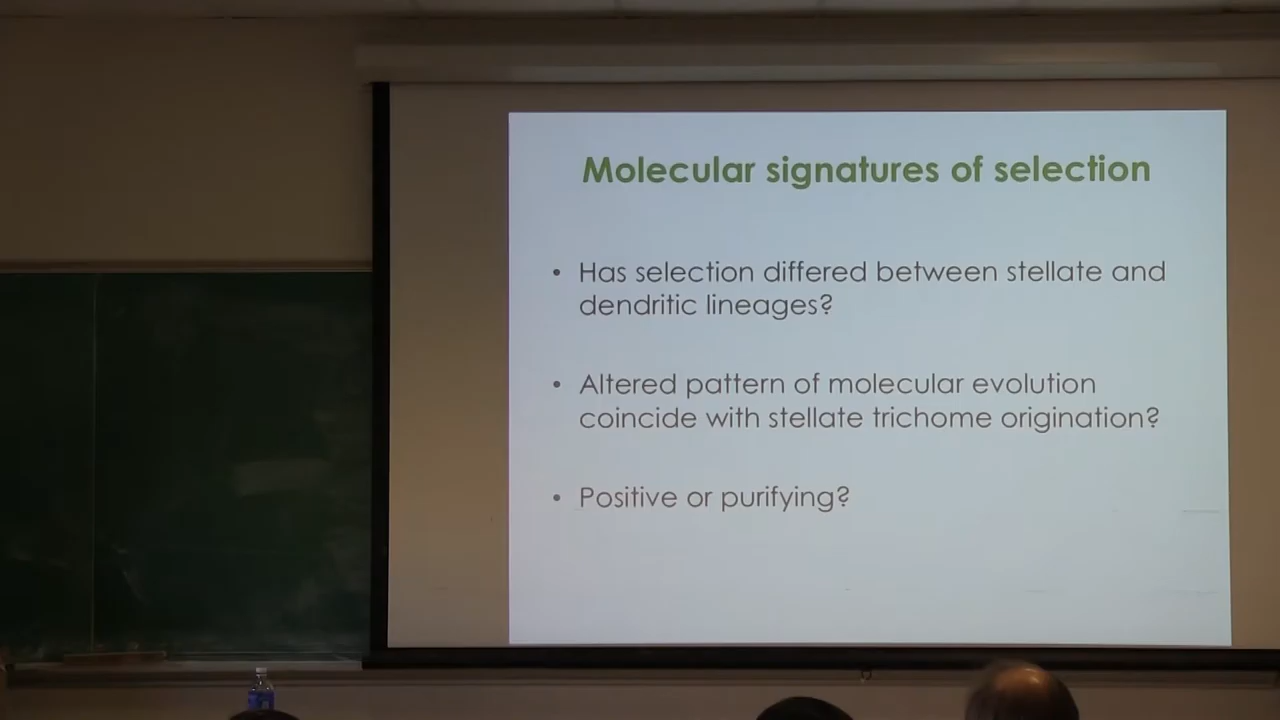 Molecular signatures of selection
• Has selection differed between stellate and
dendritic lineages?
• Altered pattern of molecular evolution
coincide with stellate trichome origination?
• Positive or purifying?